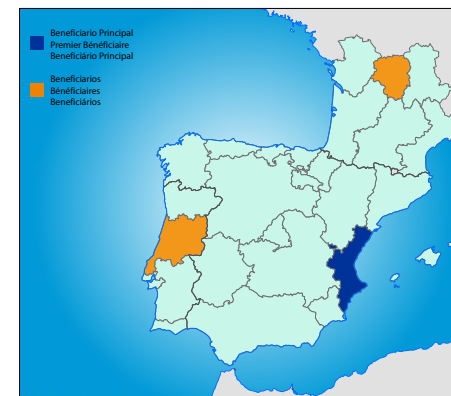 Beneficiario Principal
Premier Bénéficiaire
Beneficiário Principal
Beneficiarios
Bénéficiaires
Beneficiários